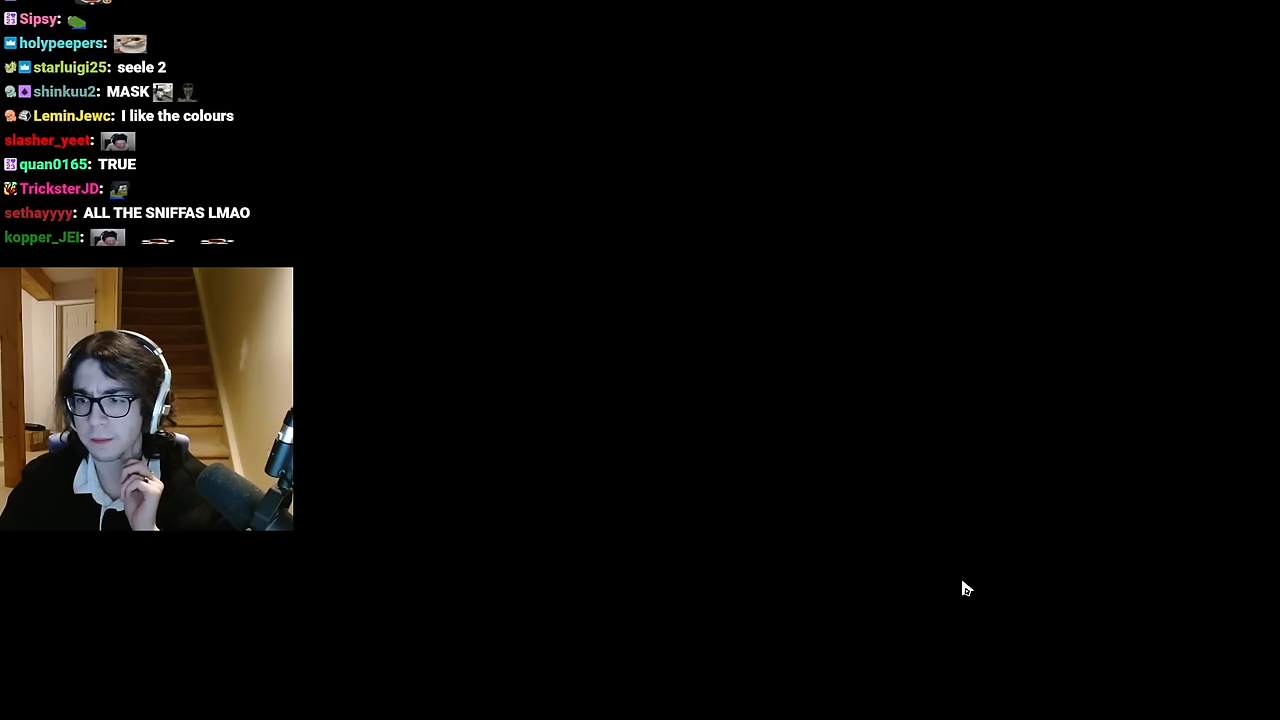 Sipsy:
holypeepers:
starluigi25: seele 2
shinkuu2: MASK
LeminJewc: I like the colours
slasher_yeet:
quan0165: TRUE
TricksterJD:
sethayyyy: ALL THE SNIFFAS LMAO
kopper_JEI: